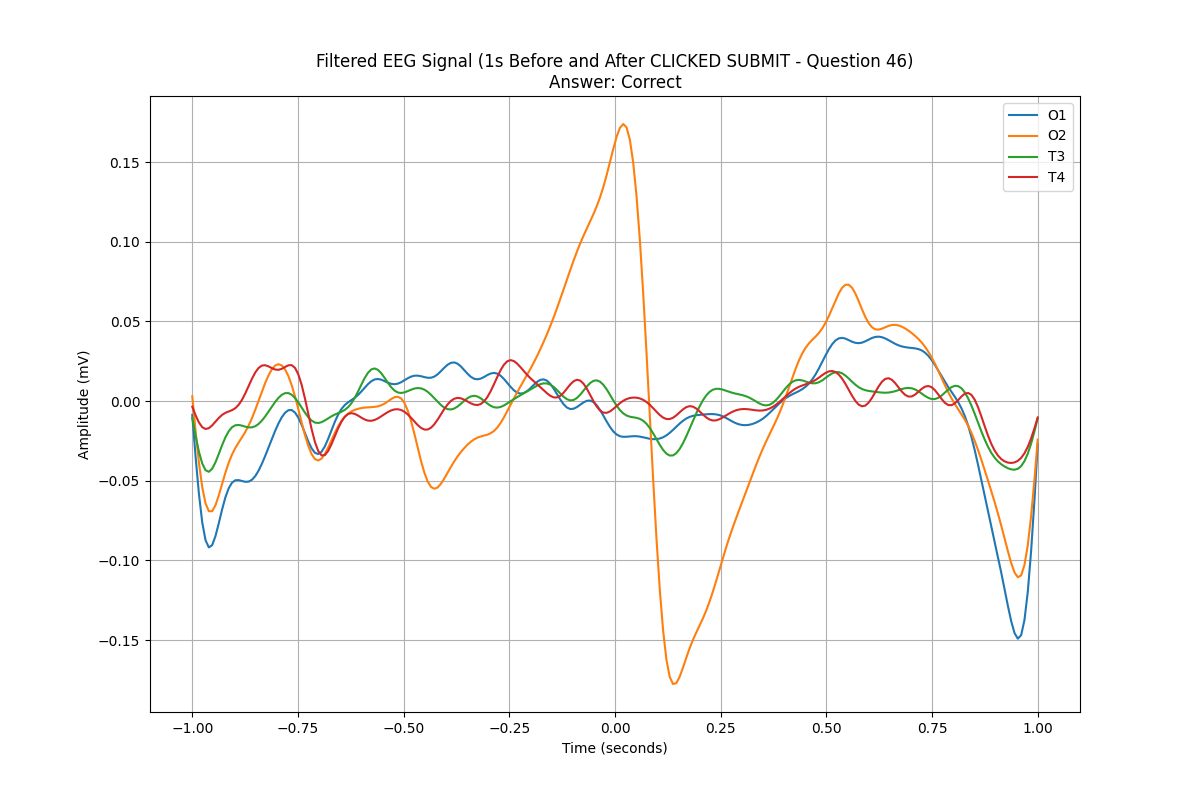 Filtered EEG Signal (1s Before and After CLICKED SUBMIT - Question 46)
Answer: Correct
O1
O2
T3
T4
0.15
0.10
0.05
0.00
−0.05
−0.10
−0.15
Amplitude (mV)
−1.00 −0.75 −0.50 −0.25 0.00 0.25 0.50 0.75 1.00
Time (seconds)